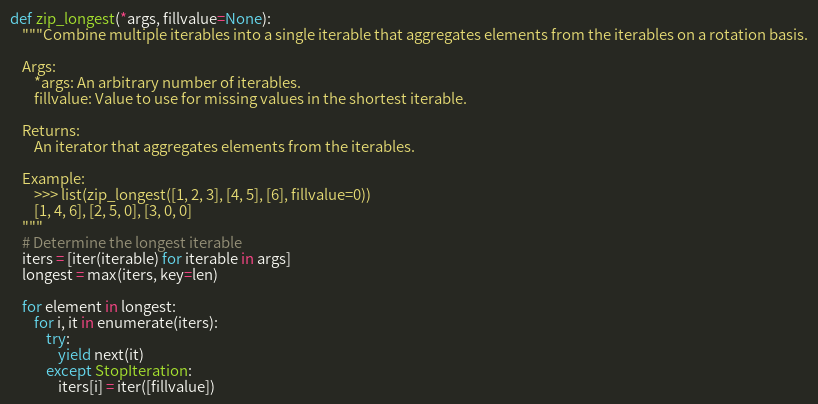 def zip_longest(*args, fillvalue=None):
"""Combine multiple iterables into a single iterable that aggregates elements from the iterables on a rotation basis.
Args:
*args: An arbitrary number of iterables.
fillvalue: Value to use for missing values in the shortest iterable.
Returns:
An iterator that aggregates elements from the iterables.
Example:
>>> list(zip_longest([1, 2, 3], [4, 5], [6], fillvalue=0))
[1, 4, 6], [2, 5, 0], [3, 0, 0]
"""
# Determine the longest iterable
iters = [iter(iterable) for iterable in args]
longest = max(iters, key=len)
for element in longest:
for i, it in enumerate(iters):
try:
yield next(it)
except StopIteration:
iters[i] = iter([fillvalue])